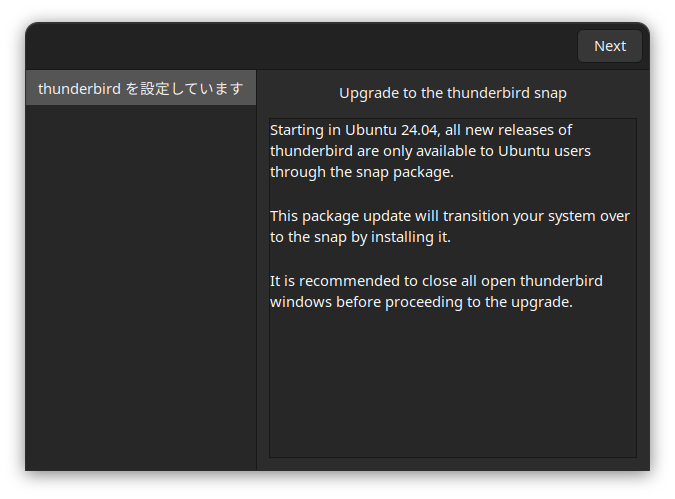 Next
thunderbird を設定しています
Upgrade to the thunderbird snap
Starting in Ubuntu 24.04, all new releases of
thunderbird are only available to Ubuntu users
through the snap package.
This package update will transition your system over
to the snap by installing it.
It is recommended to close all open thunderbird
windows before proceeding to the upgrade.